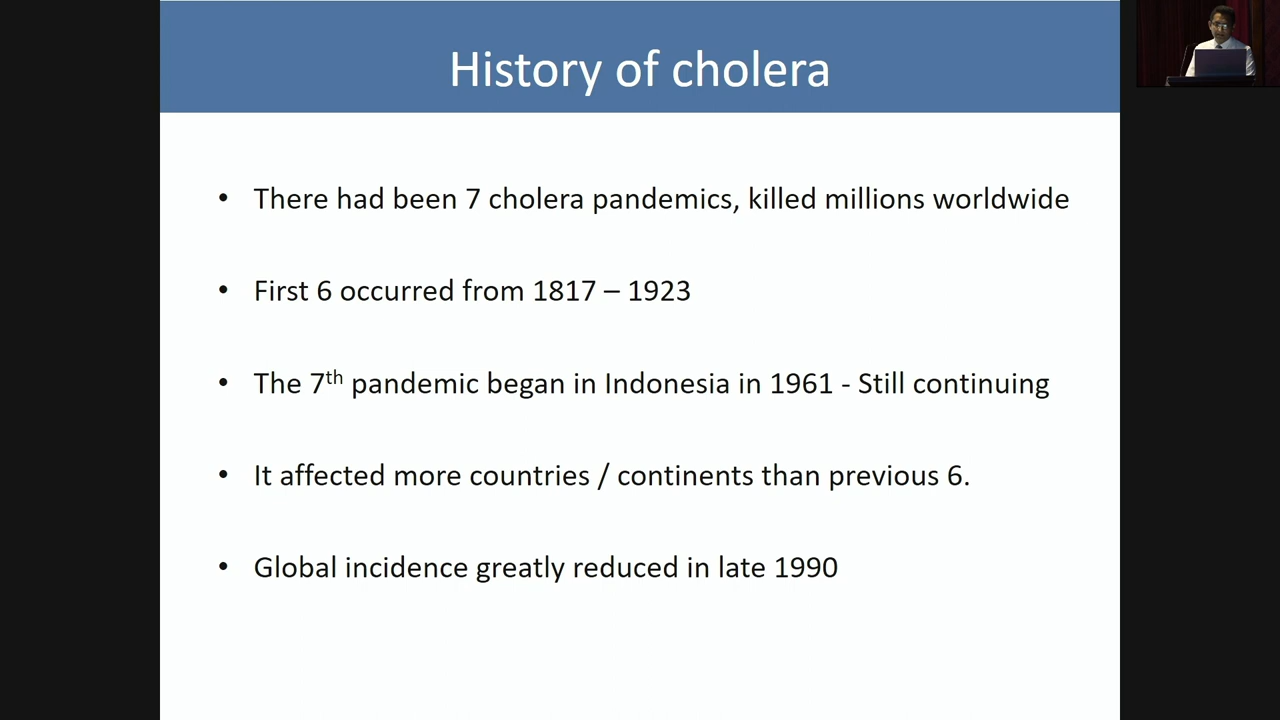 History of cholera
• There had been 7 cholera pandemics, killed millions worldwide
• First 6 occurred from 1817 – 1923
• The 7th pandemic began in Indonesia in 1961 - Still continuing
• It affected more countries / continents than previous 6.
• Global incidence greatly reduced in late 1990